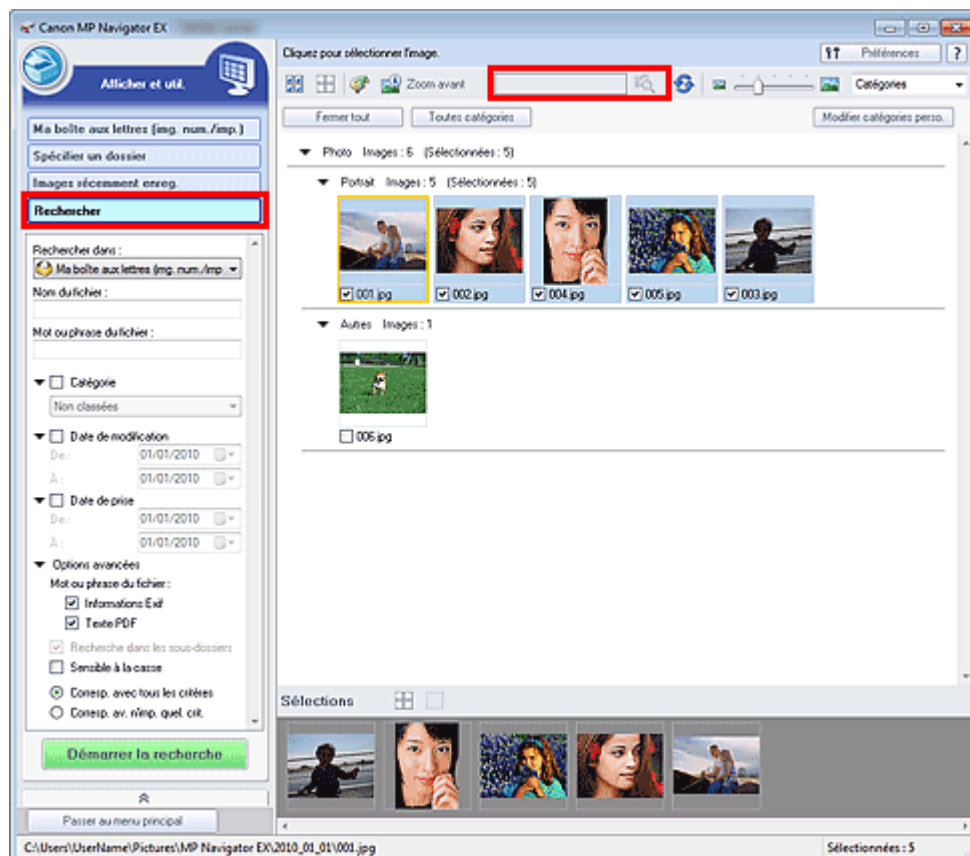 Canon MP Navigator EX
Afficher et util.
Cliquez pour sélectionner l'image.
Préférences
?
Zoom avant
Catégories
Fermer tout
Toutes catégories
Modifier catégories perso.
Ma boîte aux lettres (img. num./imp.)
Spécifier un dossier
Images récemment enreg.
Rechercher
Rechercher dans :
Ma boîte aux lettres (img. num./imp
Nom du fichier :
Mot ou phrase du fichier :
Catégorie
Non classées
Date de modification
De : 01/01/2010
À : 01/01/2010
Date de prise
De : 01/01/2010
À : 01/01/2010
Options avancées
Mot ou phrase du fichier :
Informations Exif
Texte PDF
Recherche dans les sous-dossiers
Sensible à la casse
Corresp. avec tous les critères
Corresp. av. n'imp. quel. crit.
Démarrer la recherche
Passer au menu principal
Photo Images : 6 (Sélectionnées : 5)
Portrait Images : 5 (Sélectionnées : 5)
001.jpg 002.jpg 004.jpg 005.jpg 003.jpg
Autres Images : 1
006.jpg
Sélections
C:\Users\UserName\Pictures\MP Navigator EX\2010_01_01\001.jpg
Sélectionnées : 5